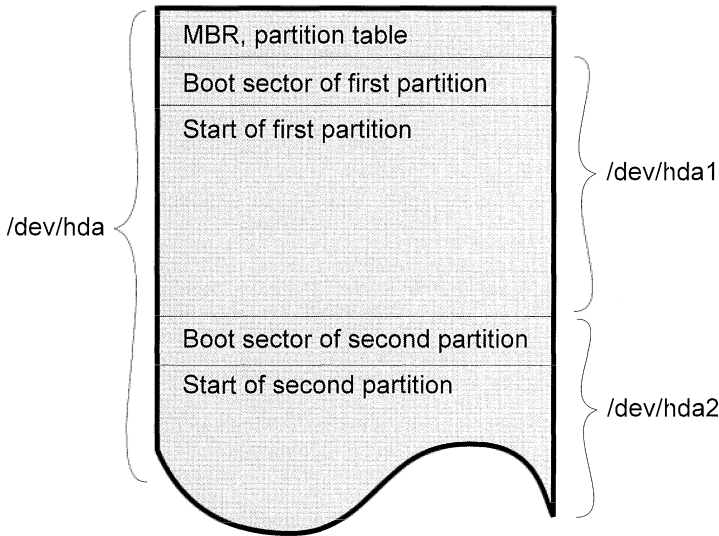 MBR, partition table
Boot sector of first partition
Start of first partition
/dev/hda1
/dev/hda
Boot sector of second partition
Start of second partition
/dev/hda2